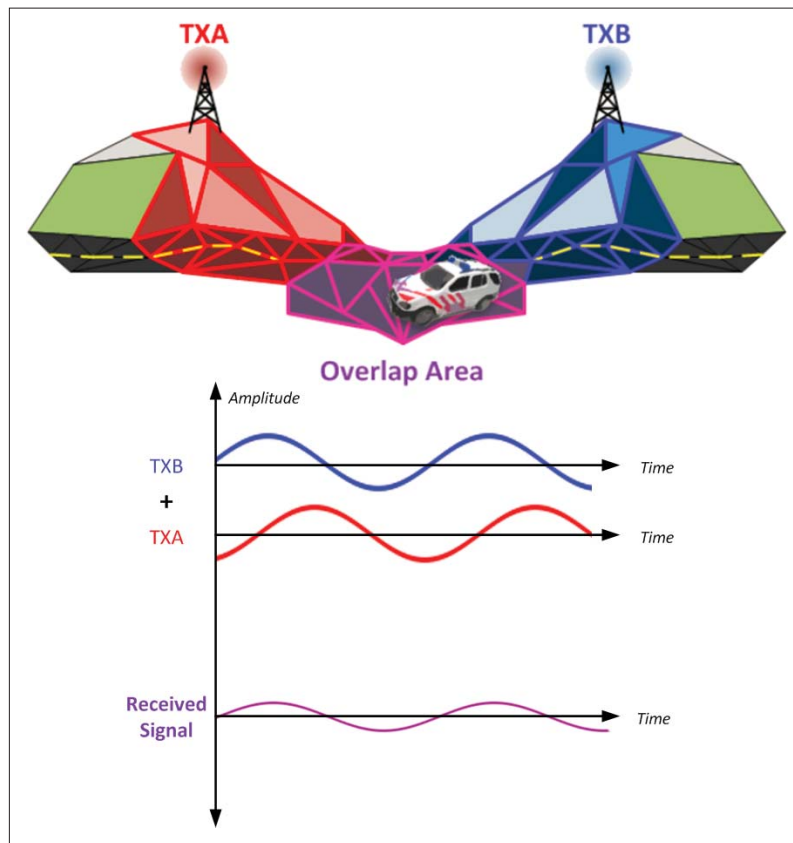 TXA
TXB
Overlap Area
Amplitude
TXB
Time
+
TXA
Time
Received
Signal
Time